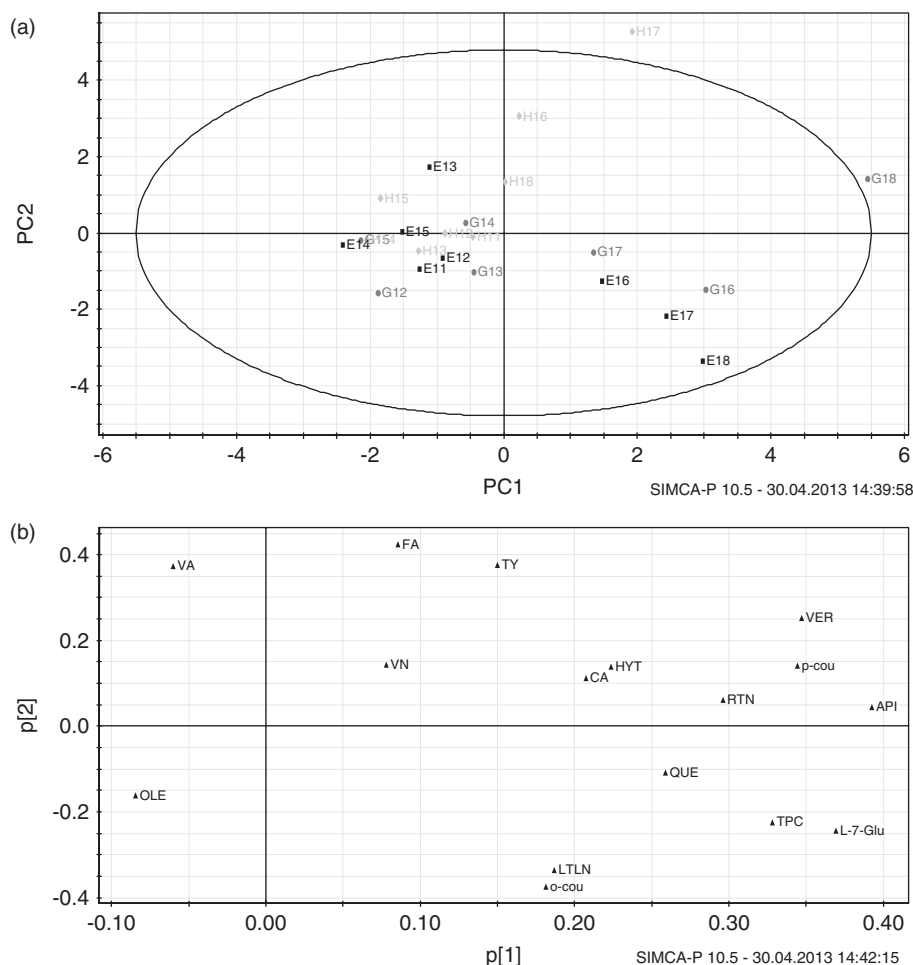 (a)
H17
4
H16
2
E13
H18
G18
H15
PC2
G14
0
E15
H12
H11
E14
G15
H13
G17
E12
E11
G13
E16
G16
G12
-2
E17
E18
-4
-6
-4
-2
0
2
4
6
PC1
SIMCA-P 10.5 - 30.04.2013 14:39:58
(b)
0.4
FA
VA
TY
VER
0.2
VN
HYT
p-cou
CA
RTN
API
p[2]
0.0
QUE
OLE
-0.2
TPC
L-7-Glu
LTLN
o-cou
-0.4
-0.10
0.00
0.10
0.20
0.30
0.40
p[1]
SIMCA-P 10.5 - 30.04.2013 14:42:15